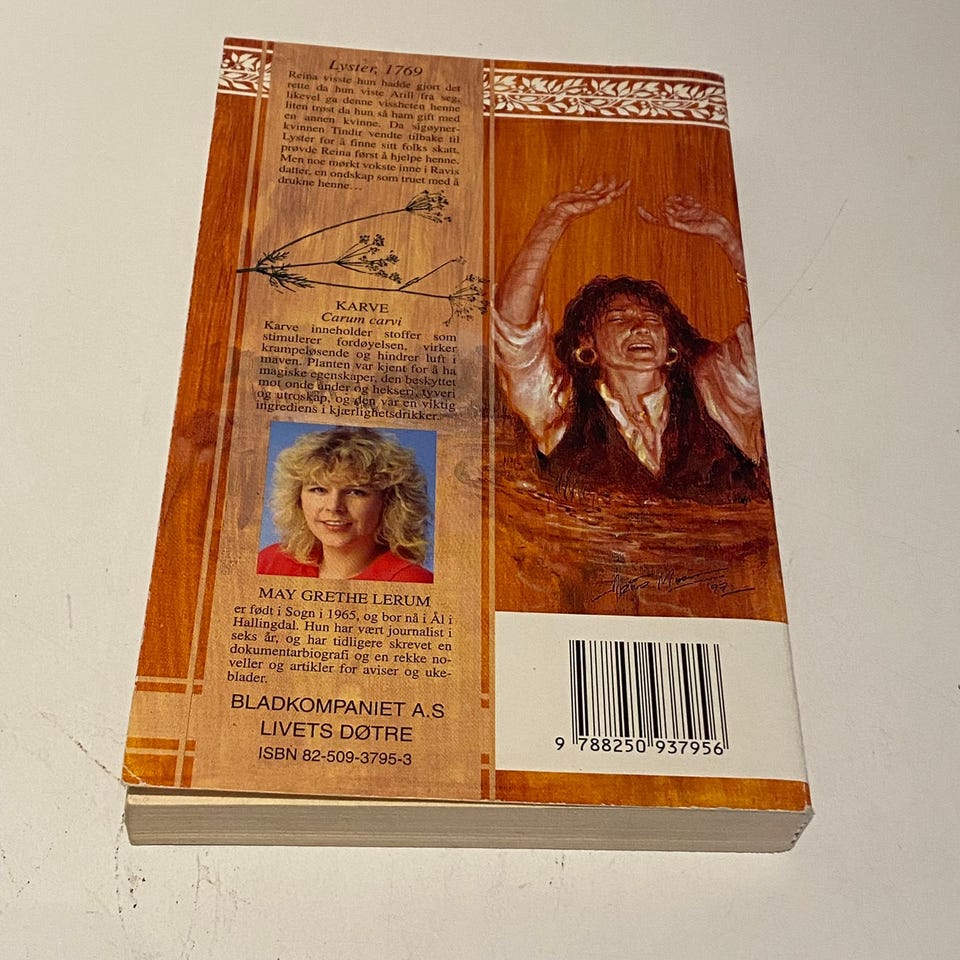 Lyster, 1769
Reina visste hun hadde gjort det
rette da hun viste Arill fra seg,
likevel ga denne vissheten henne
liten trøst da hun så ham gift med
en annen kvinne. Da sigøyner-
kvinnen Tindir vendte tilbake til
Lyster for å finne sitt folks skatt,
prøvde Reina først å hjelpe henne.
Men noe mørkt vokste inne i Ravis
datter, en ondskap som truet med å
drukne henne...
KARVE
Carum carvi
Karve inneholder stoffer som
stimulerer fordøyelsen, virker
krampeløsende og hindrer luft i
maven. Planten var kjent for å ha
magiske egenskaper, den beskyttet
mot onde ånder og hekseri, tyveri
og utroskap, og den var en viktig
ingrediens i kjærlighetsdrikker.
MAY GRETHE LERUM
er født i Sogn i 1965, og bor nå i Ål i
Hallingdal. Hun har vært journalist i
seks år, og har tidligere skrevet en
dokumentarbiografi og en rekke no-
veller og artikler for aviser og uke-
blader.
BLADKOMPANIET A.S
LIVETS DØTRE
ISBN 82-509-3795-3
97
9 788250 937956